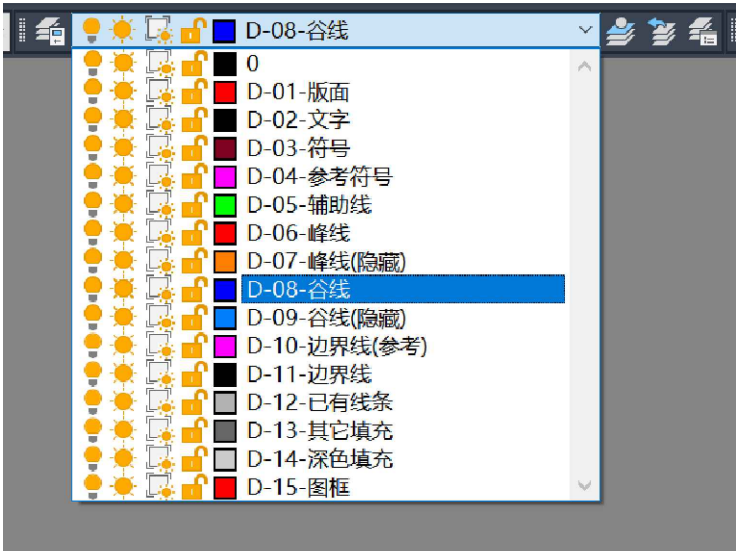 D-08-谷线
0
D-01-版面
D-02-文字
D-03-符号
D-04-参考符号
D-05-辅助线
D-06-峰线
D-07-峰线(隐藏)
D-08-谷线
D-09-谷线(隐藏)
D-10-边界线(参考)
D-11-边界线
D-12-已有线条
D-13-其它填充
D-14-深色填充
D-15-图框